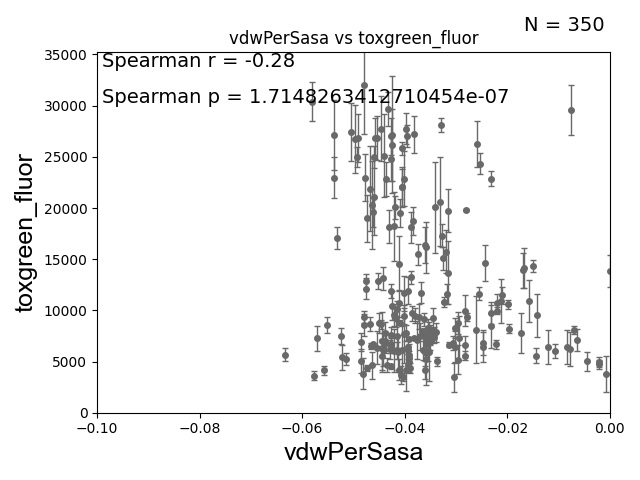 N = 350
vdwPerSasa vs toxgreen_fluor
Spearman r = -0.28
Spearman p = 1.7148263412710454e-07
toxgreen_fluor
35000
30000
25000
20000
15000
10000
5000
0
−0.10 −0.08 −0.06 −0.04 −0.02 0.00
vdwPerSasa